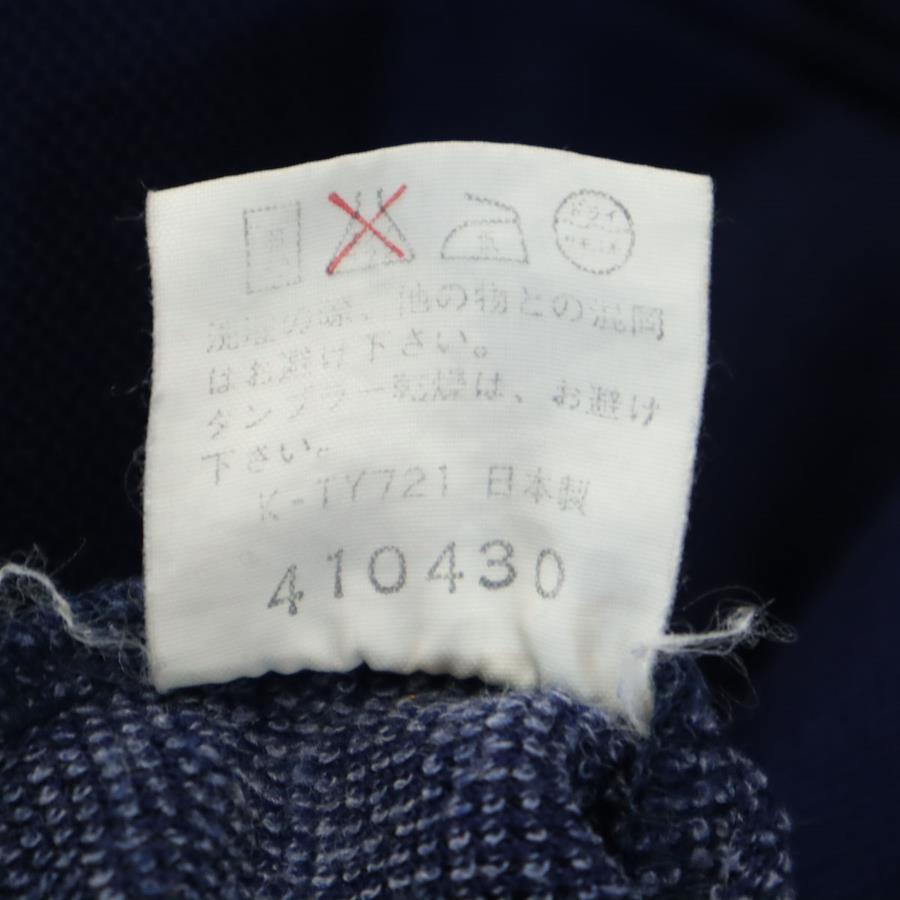 ドライ
洗濯の際、他の物との混同
はお避け下さい。
タンブラー乾燥は、お避け
下さい。
K-TY721 日本製
410430